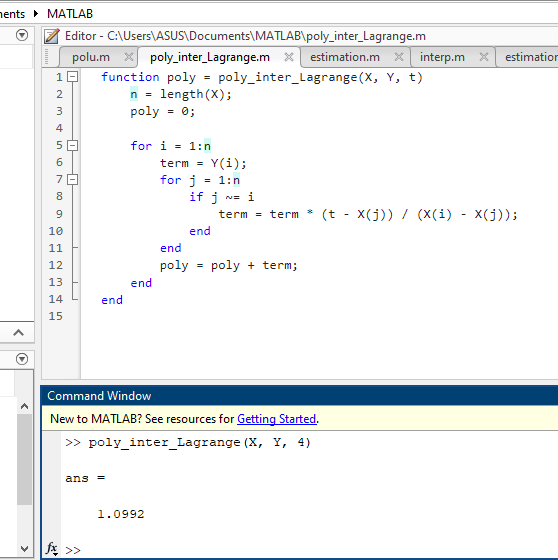 ents ▶ MATLAB
Editor - C:\Users\ASUS\Documents\MATLAB\poly_inter_Lagrange.m
polu.m × poly_inter_Lagrange.m × estimation.m × interp.m × estimation
1 function poly = poly_inter_Lagrange(X, Y, t)
2 n = length(X);
3 poly = 0;
4
5 for i = 1:n
6 term = Y(i);
7 for j = 1:n
8 if j ~= i
9 term = term * (t - X(j)) / (X(i) - X(j));
10 end
11 end
12 poly = poly + term;
13 end
14 end
15
Command Window
New to MATLAB? See resources for Getting Started.
>> poly_inter_Lagrange(X, Y, 4)
ans =
1.0992
fx >>